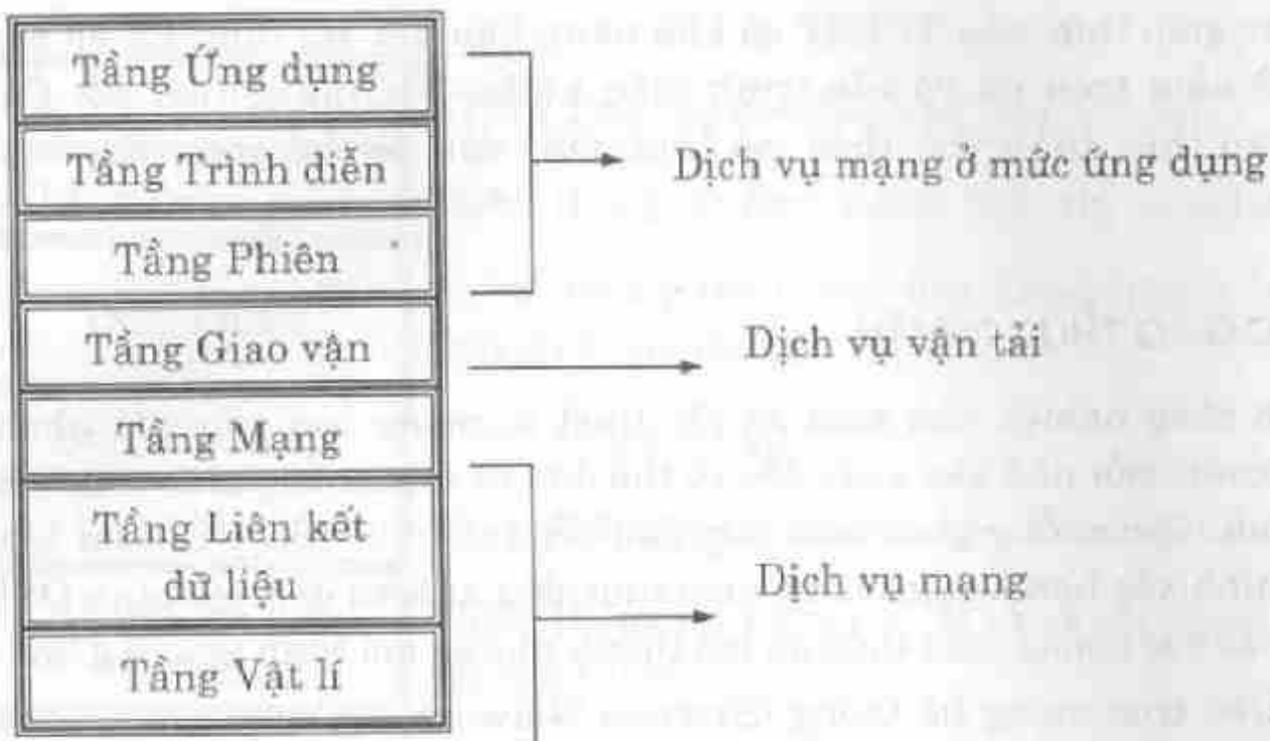 Tầng Ứng dụng
Tầng Trình diễn
Tầng Phiên
Tầng Giao vận
Tầng Mạng
Tầng Liên kết
dữ liệu
Tầng Vật lí
Dịch vụ mạng ở mức ứng dụng
Dịch vụ vận tải
Dịch vụ mạng